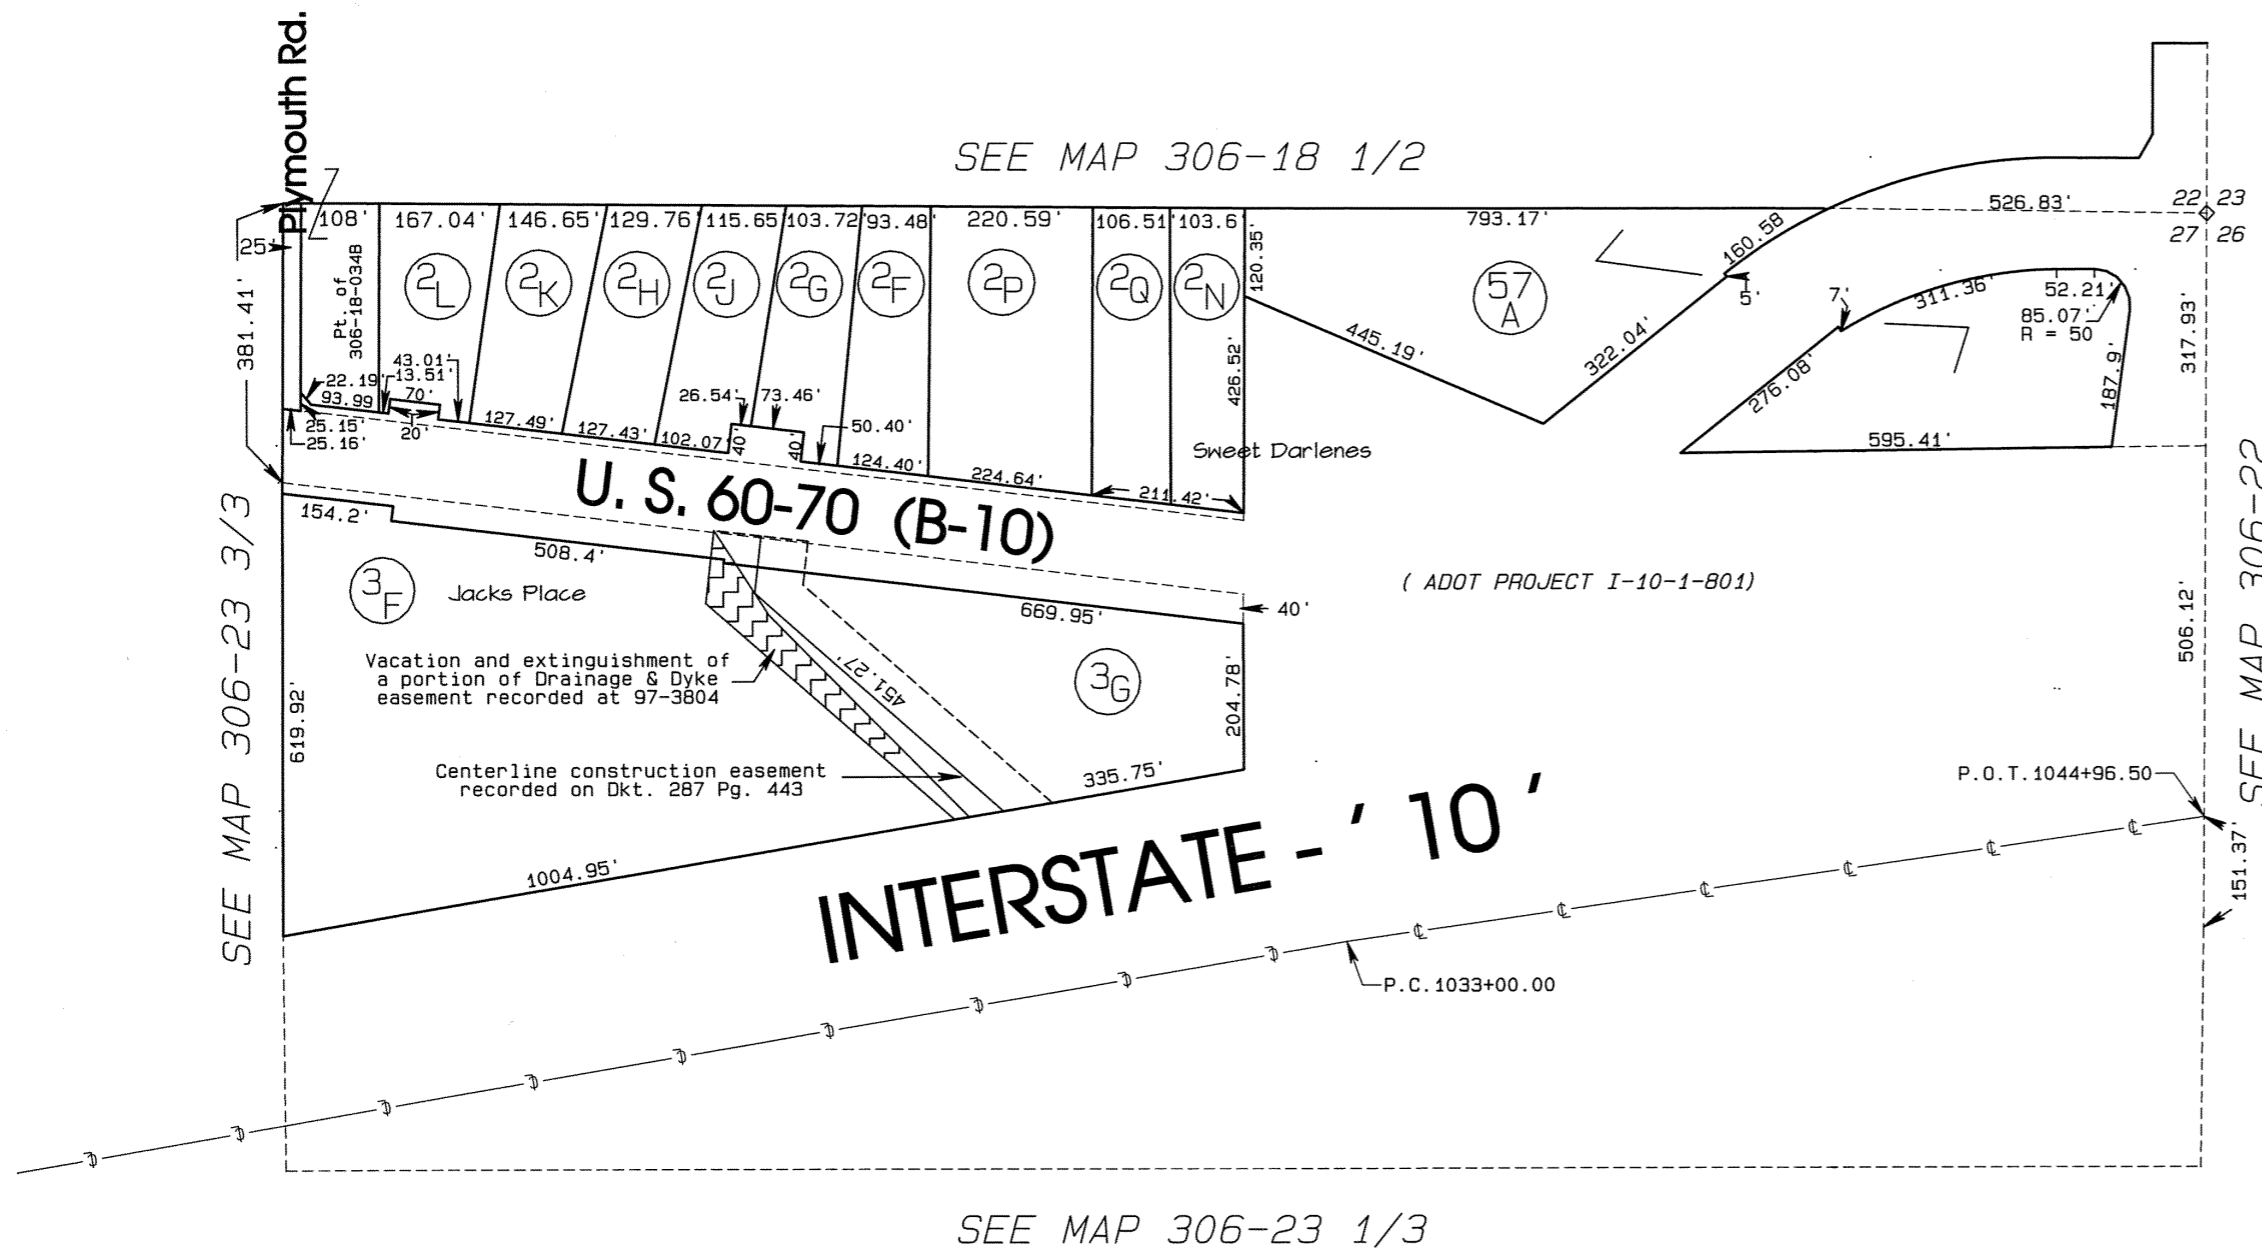 Plymouth Rd.
SEE MAP 306-18 1/2
108'
167.04'
146.65'
129.76'
115.65'
103.72'
93.48'
220.59'
106.51'
103.6'
793.17'
526.83'
22 23
27 26
25'
381.41'
Pt. of
306-18-034B
2L
2K
2H
2J
2G
2F
2P
2Q
2N
120.35'
57
A
160.58'
5'
7'
311.36'
52.21'
85.07'
R = 50
317.93'
445.19'
322.04'
276.08'
187.9'
595.41'
426.52'
22.19'
93.99
43.01'
13.51'
70'
20'
25.15'
25.16'
127.49'
127.43'
102.07'
26.54'
73.46'
40'
40'
50.40'
124.40'
224.64'
211.42'
Sweet Darlenes
U. S. 60-70 (B-10)
SEE MAP 306-23 3/3
SEE MAP 306-22
154.2'
508.4'
3F
Jacks Place
669.95'
40'
( ADOT PROJECT I-10-1-801)
506.12'
Vacation and extinguishment of
a portion of Drainage & Dyke
easement recorded at 97-3804
451.27'
3G
204.78'
619.92'
Centerline construction easement
recorded on Dkt. 287 Pg. 443
335.75'
1004.95'
INTERSTATE - ' 10 '
P.O.T.1044+96.50
151.37'
P.C.1033+00.00
SEE MAP 306-23 1/3